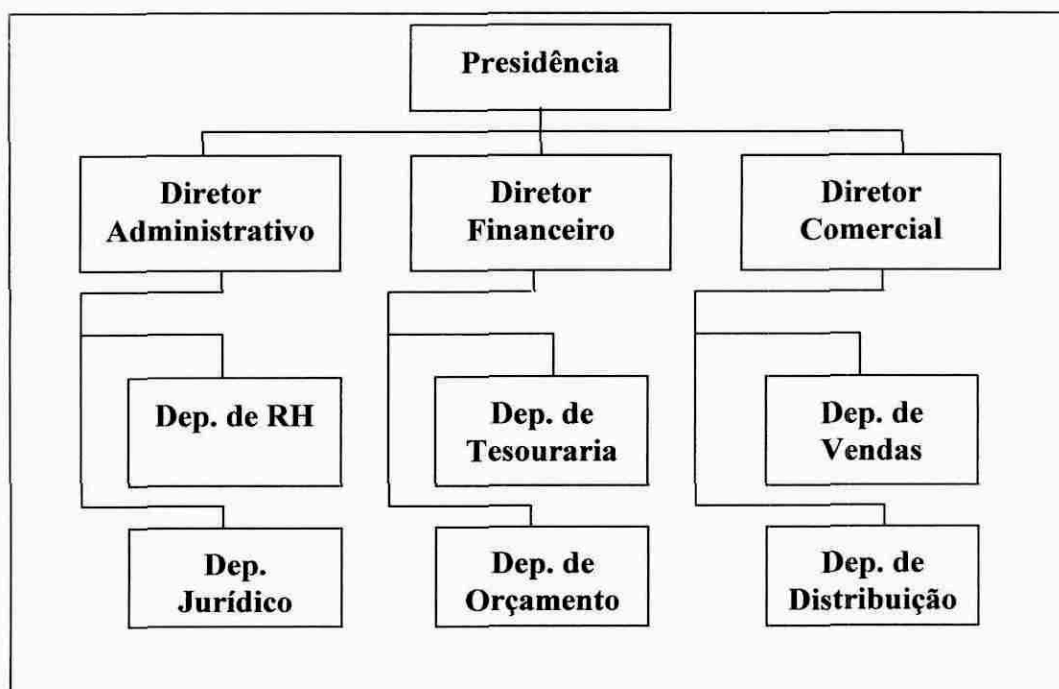 Presidência
Diretor
Administrativo
Diretor
Financeiro
Diretor
Comercial
Dep. de RH
Dep. de
Tesouraria
Dep. de
Vendas
Dep.
Jurídico
Dep. de
Orçamento
Dep. de
Distribuição